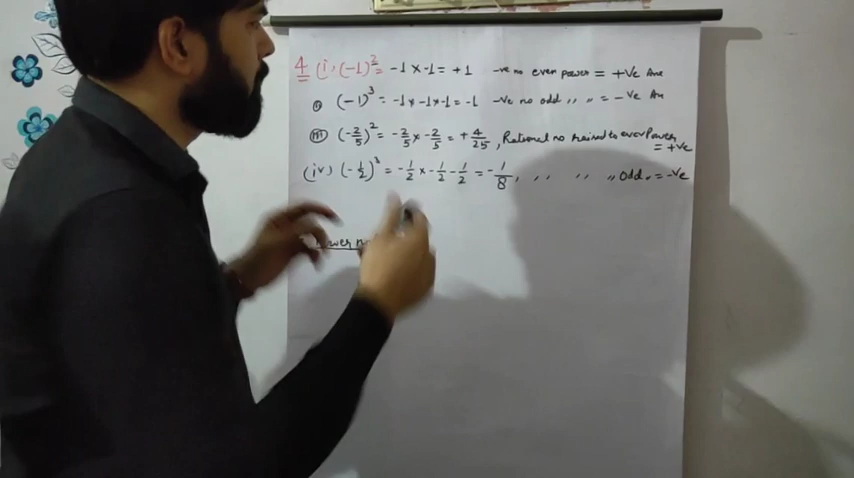 4 (i) (-1)² = -1 × -1 = +1 -ve no even power = +Ve Ans
(ii) (-1)³ = -1 × -1 × -1 = -1 -ve no odd ,, ,, = -Ve An
(iii) (-2/5)² = -2/5 × -2/5 = +4/25, Rational no raised to even Power = +Ve
(iv) (-1/2)³ = -1/2 × -1/2 - 1/2 = -1/8, ,, ,, ,, Odd ,, = -Ve
Power